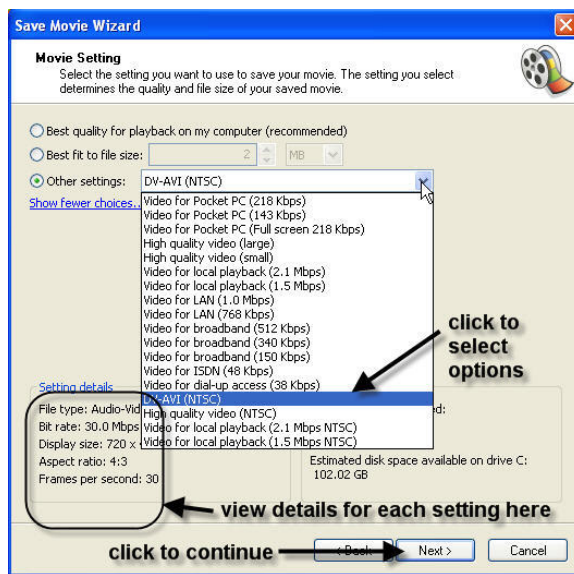 Save Movie Wizard
Movie Setting
Select the setting you want to use to save your movie. The setting you select
determines the quality and file size of your saved movie.
Best quality for playback on my computer (recommended)
Best fit to file size: 2 MB
Other settings: DV-AVI (NTSC)
Show fewer choices..
Video for Pocket PC (218 Kbps)
Video for Pocket PC (143 Kbps)
Video for Pocket PC (Full screen 218 Kbps)
High quality video (large)
High quality video (small)
Video for local playback (2.1 Mbps)
Video for local playback (1.5 Mbps)
Video for LAN (1.0 Mbps)
Video for LAN (768 Kbps)
Video for broadband (512 Kbps)
Video for broadband (340 Kbps)
Video for broadband (150 Kbps)
Video for ISDN (48 Kbps)
Video for dial-up access (38 Kbps)
DV-AVI (NTSC)
High quality video (NTSC)
Video for local playback (2.1 Mbps NTSC)
Video for local playback (1.5 Mbps NTSC)
click to
select
options
Setting details
File type: Audio-Vid
Bit rate: 30.0 Mbps
Display size: 720 x
Aspect ratio: 4:3
Frames per second: 30
ed:
Estimated disk space available on drive C:
102.02 GB
view details for each setting here
click to continue
< Back Next > Cancel